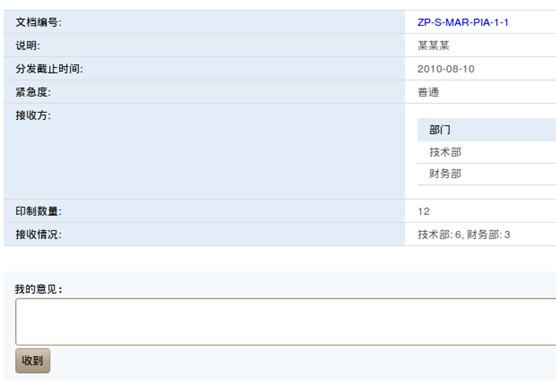 文档编号: ZP-S-MAR-PIA-1-1
说明: 某某某
分发截止时间: 2010-08-10
紧急度: 普通
接收方:
部门
技术部
财务部
印制数量: 12
接收情况: 技术部: 6, 财务部: 3
我的意见：
收到